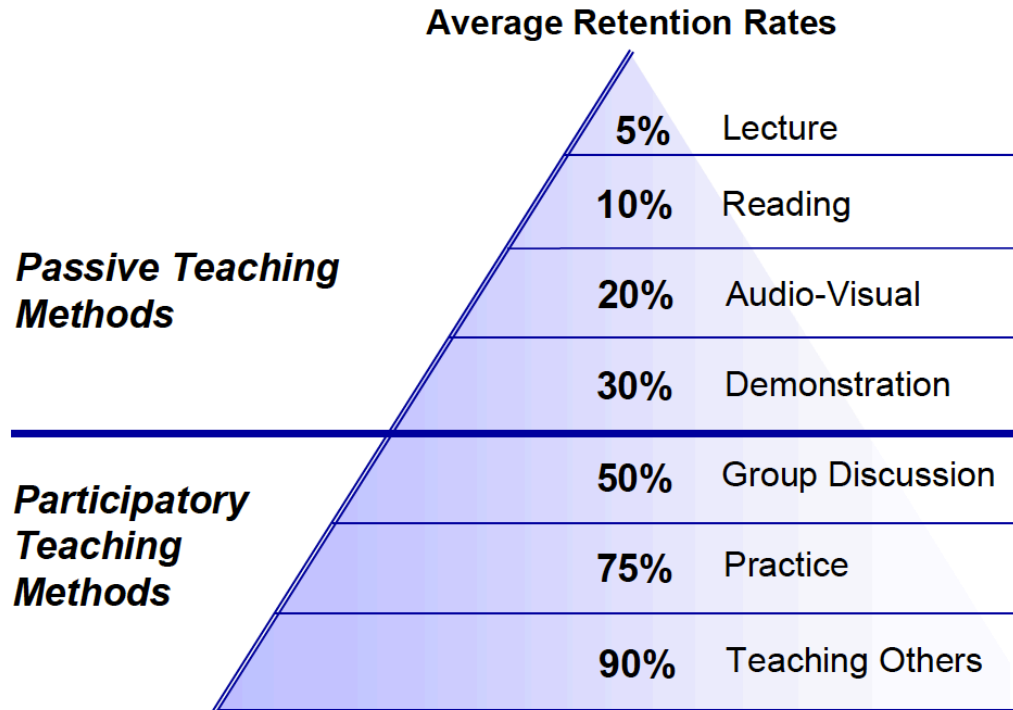 Average Retention Rates
5% Lecture
10% Reading
20% Audio-Visual
30% Demonstration
Passive Teaching
Methods
50% Group Discussion
75% Practice
90% Teaching Others
Participatory
Teaching
Methods